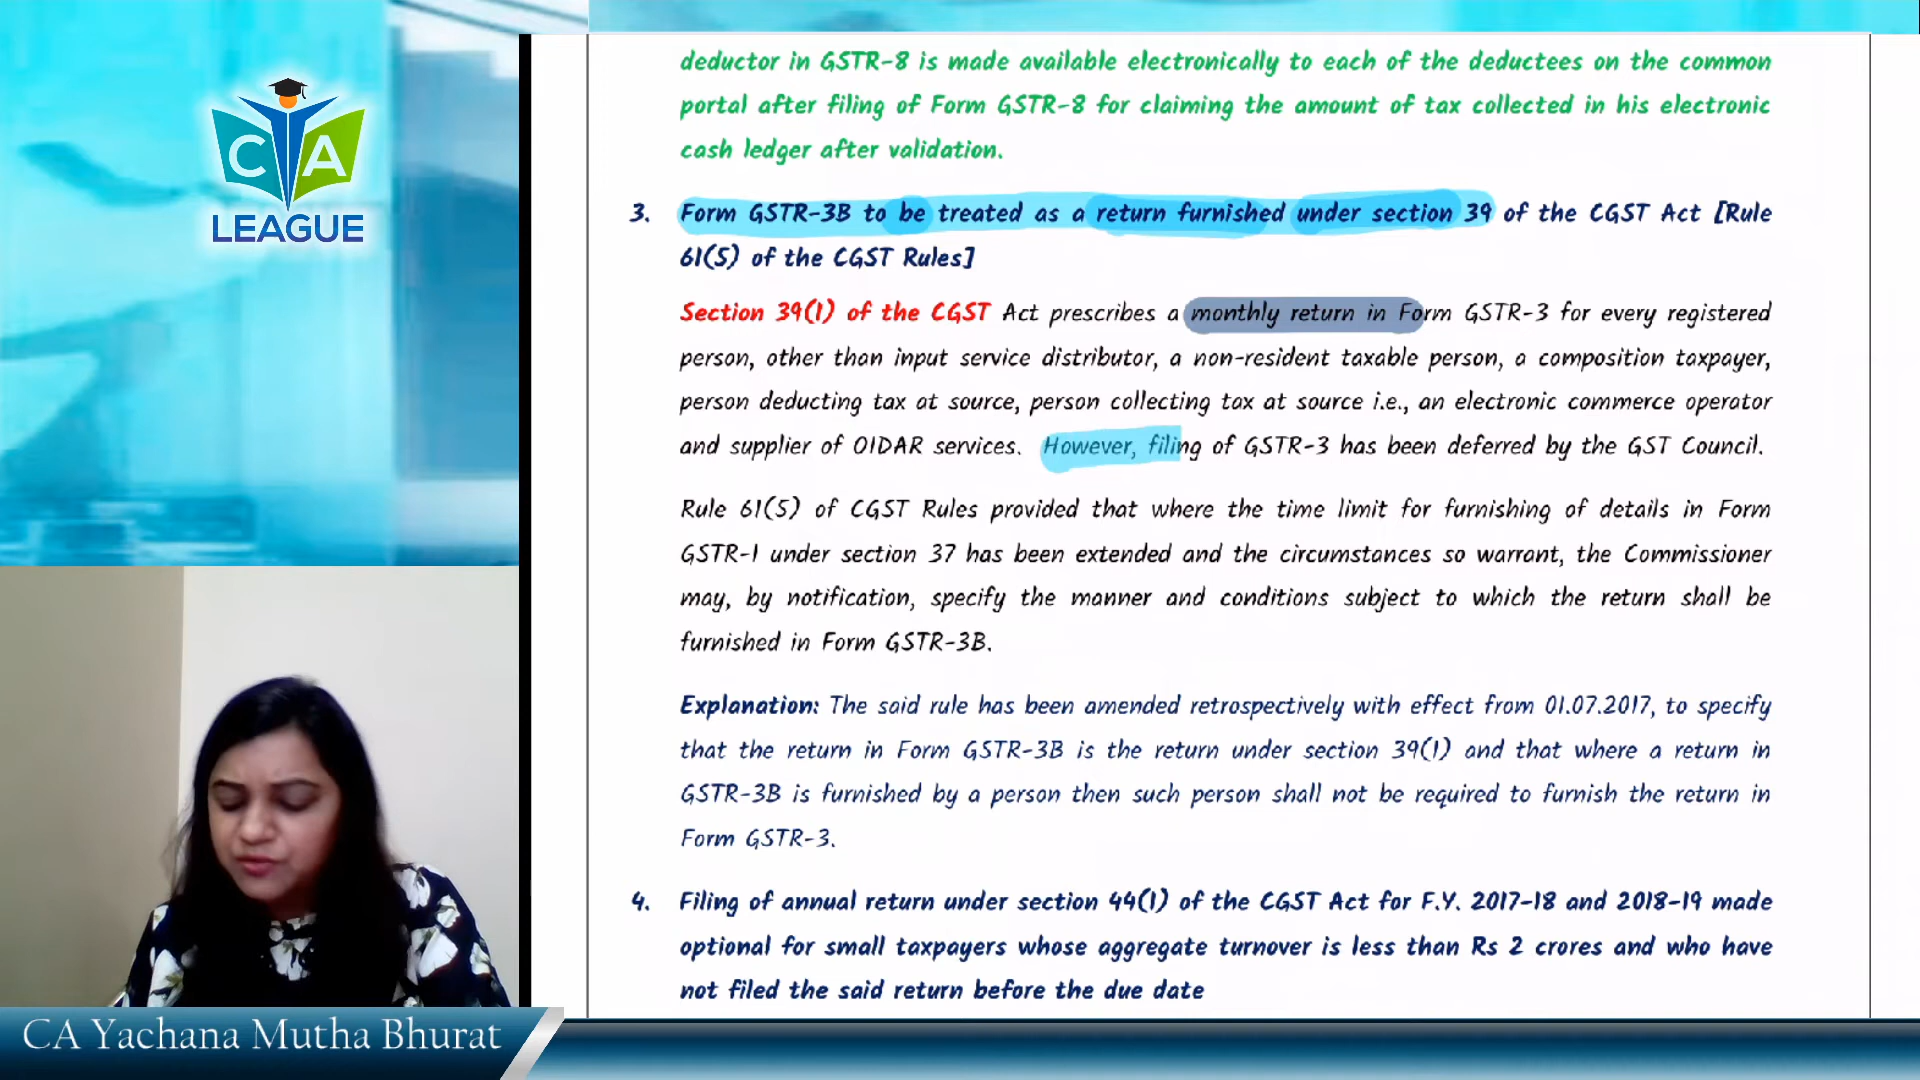 C A
LEAGUE
deductor in GSTR-8 is made available electronically to each of the deductees on the common
portal after filing of Form GSTR-8 for claiming the amount of tax collected in his electronic
cash ledger after validation.
3. Form GSTR-3B to be treated as a return furnished under section 39 of the CGST Act [Rule
61(5) of the CGST Rules]
Section 39(1) of the CGST Act prescribes a monthly return in Form GSTR-3 for every registered
person, other than input service distributor, a non-resident taxable person, a composition taxpayer,
person deducting tax at source, person collecting tax at source i.e., an electronic commerce operator
and supplier of OIDAR services. However, filing of GSTR-3 has been deferred by the GST Council.
Rule 61(5) of CGST Rules provided that where the time limit for furnishing of details in Form
GSTR-1 under section 37 has been extended and the circumstances so warrant, the Commissioner
may, by notification, specify the manner and conditions subject to which the return shall be
furnished in Form GSTR-3B.
Explanation: The said rule has been amended retrospectively with effect from 01.07.2017, to specify
that the return in Form GSTR-3B is the return under section 39(1) and that where a return in
GSTR-3B is furnished by a person then such person shall not be required to furnish the return in
Form GSTR-3.
4. Filing of annual return under section 44(1) of the CGST Act for F.Y. 2017-18 and 2018-19 made
optional for small taxpayers whose aggregate turnover is less than Rs 2 crores and who have
not filed the said return before the due date
CA Yachana Mutha Bhurat